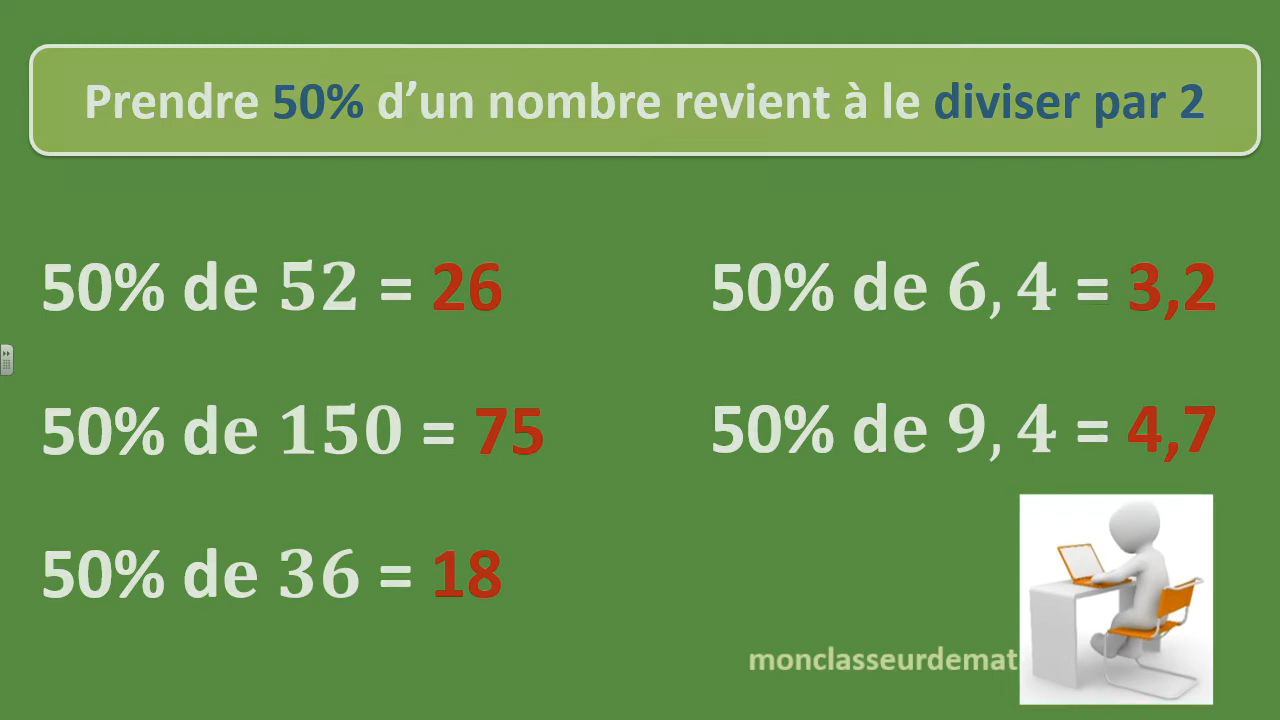 Prendre 50% d’un nombre revient à le diviser par 2
50% de 52 = 26
50% de 150 = 75
50% de 36 = 18
50% de 6,4 = 3,2
50% de 9,4 = 4,7
monclasseurdemat